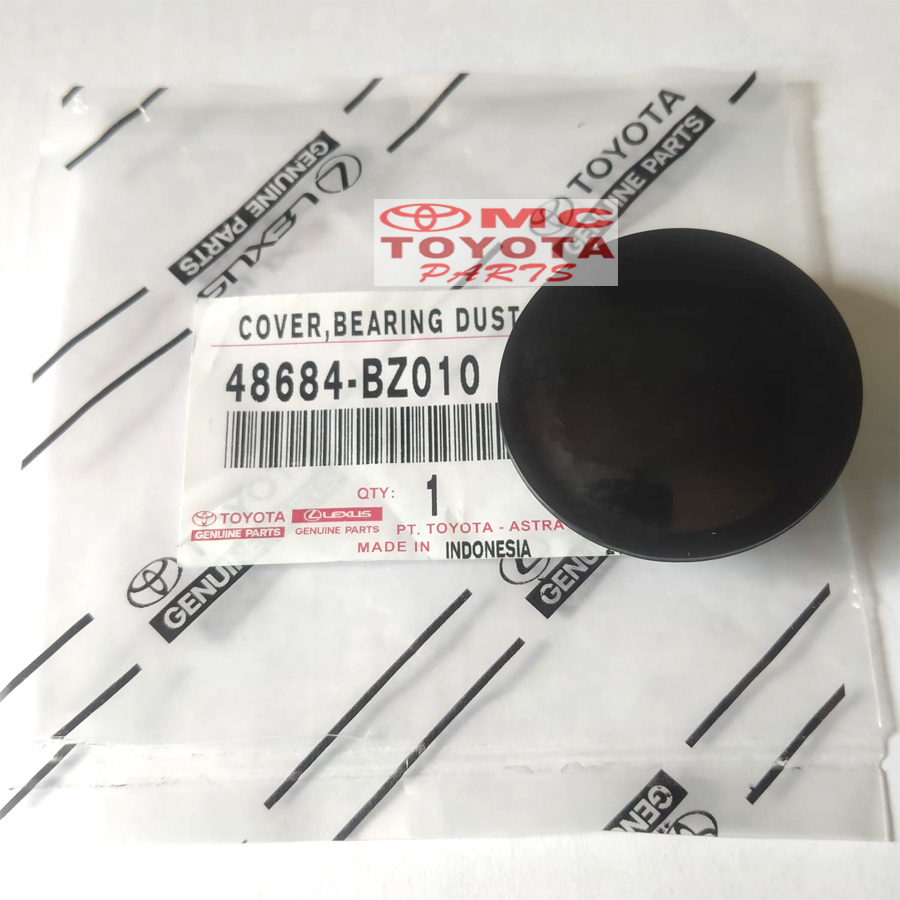 TOYOTA
GENUINE PARTS
LEXUS
GENUINE PARTS
MC
TOYOTA
PARTS
COVER,BEARING DUST
48684-BZ010
QTY: 1
TOYOTA
GENUINE PARTS
LEXUS
GENUINE PARTS
PT. TOYOTA - ASTRA
MADE IN INDONESIA
GENU
GENUINE
GENUINE